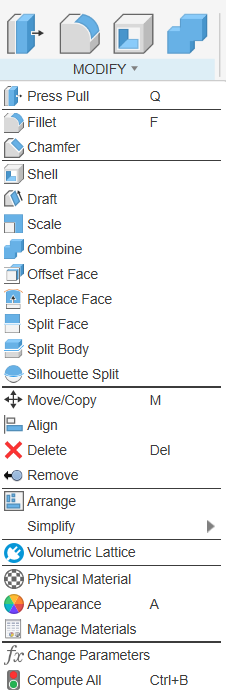 MODIFY
Press Pull Q
Fillet F
Chamfer
Shell
Draft
Scale
Combine
Offset Face
Replace Face
Split Face
Split Body
Silhouette Split
Move/Copy M
Align
Delete Del
Remove
Arrange
Simplify
Volumetric Lattice
Physical Material
Appearance A
Manage Materials
fx Change Parameters
Compute All Ctrl+B